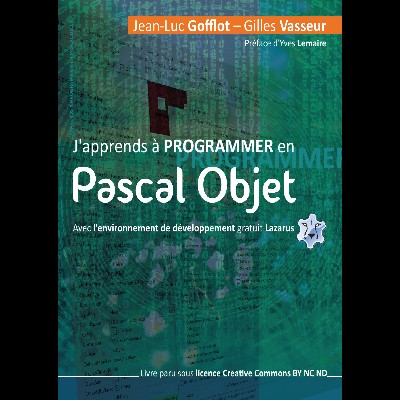 Jean-Luc Gofflot – Gilles Vasseur
Préface d'Yves Lemaire
J'apprends à PROGRAMMER en
PROGRAMMER
Pascal Objet
Avec l'environnement de développement gratuit Lazarus
Livre paru sous licence Creative Commons BY NC ND